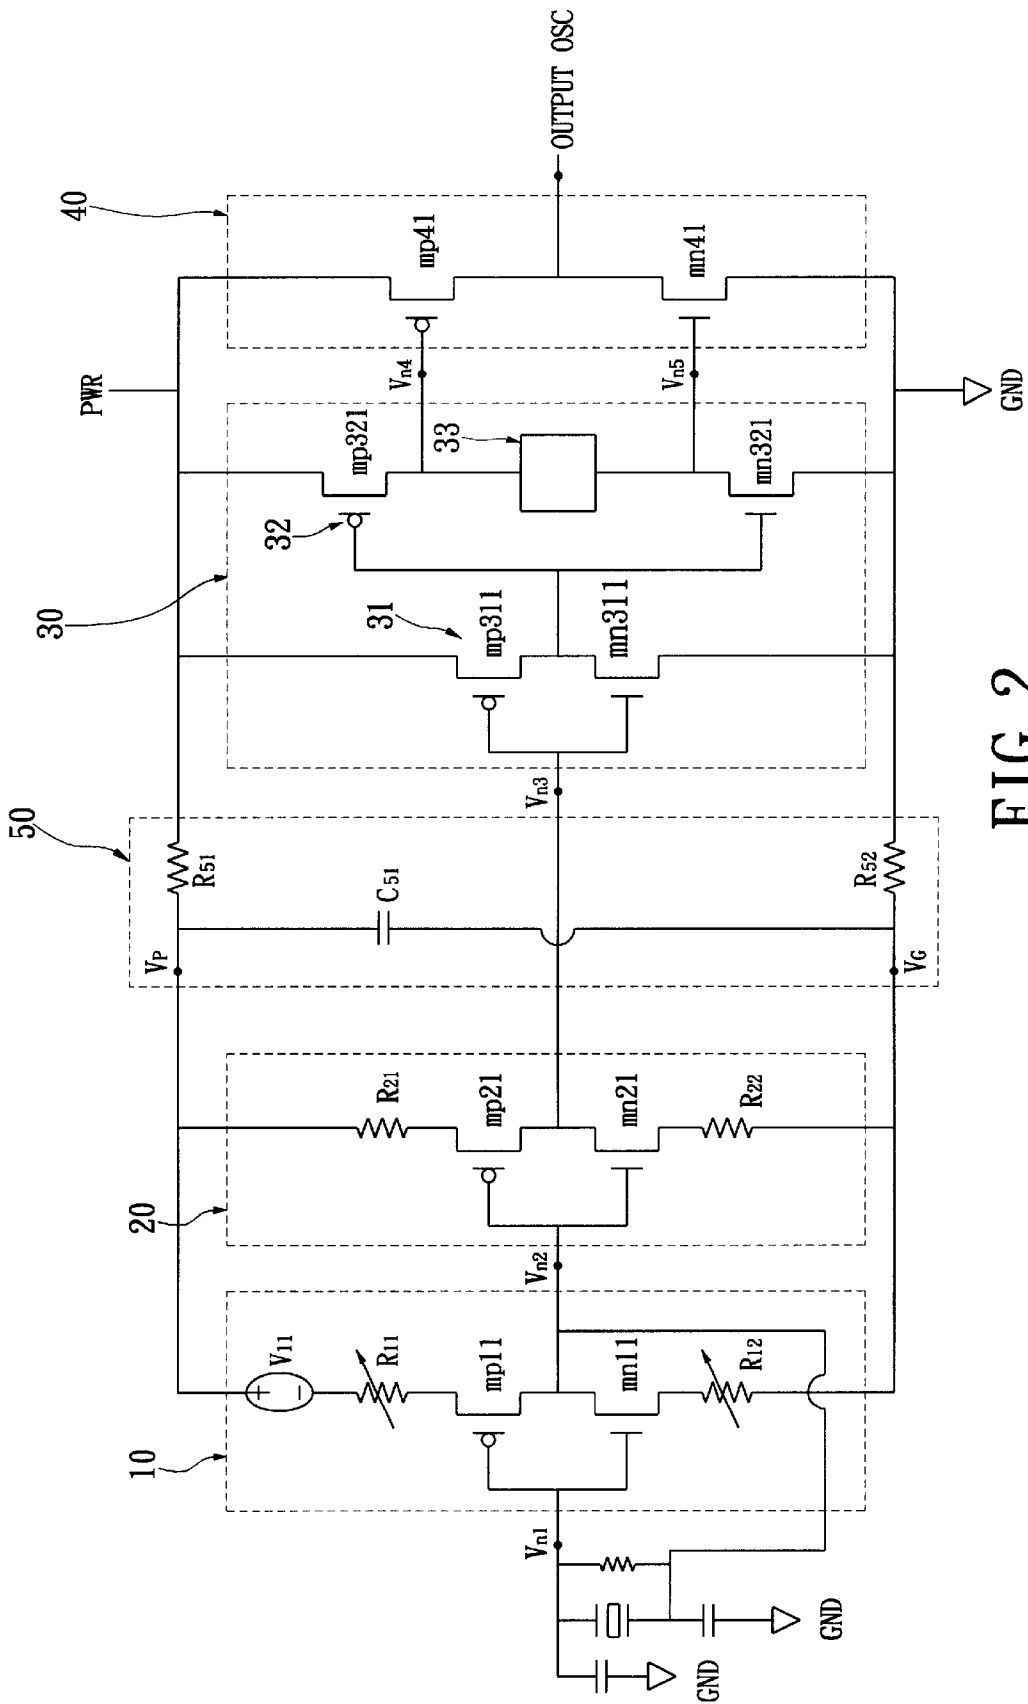 50
30
40
PWR
VP
R51
10
20
V11
R11
R21
C51
31
32
mp321
33
Vn4
mp41
mp11
mp21
mp311
Vn1
Vn2
Vn3
OUTPUT OSC
mn11
mn21
mn311
Vn5
mn41
mn321
R12
R22
VG
R52
GND
GND
GND
FIG 2